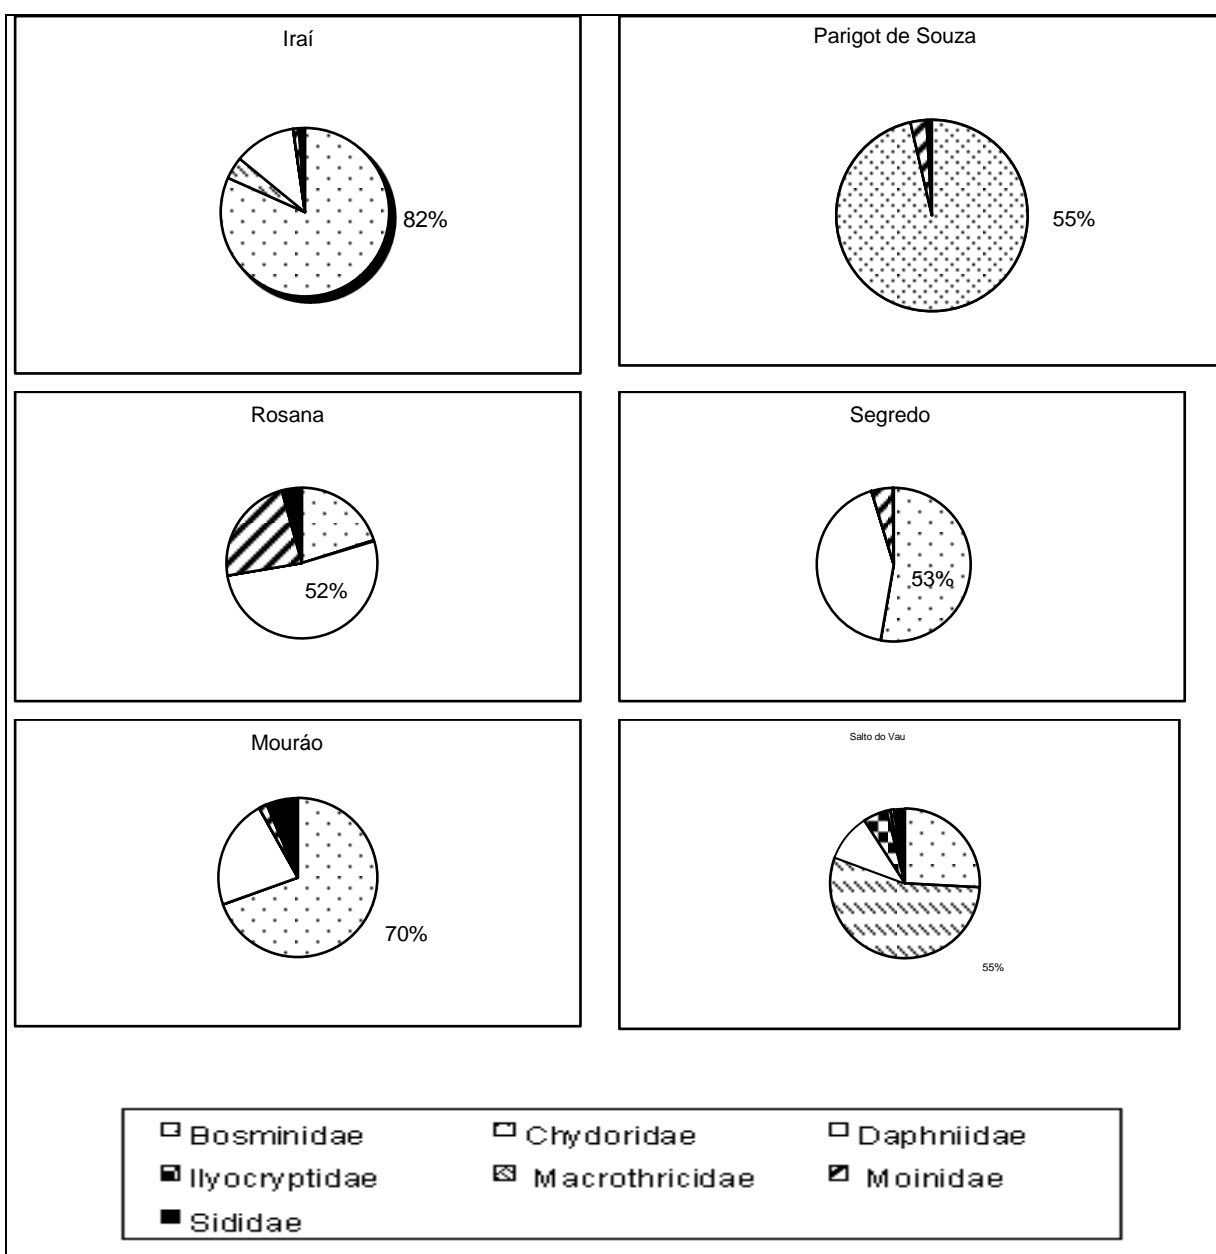 Iraí
82%
Parigot de Souza
55%
Rosana
52%
Segredo
53%
Mouráo
70%
Salto do Vau
55%
Bosminidae Chydoridae Daphniidae
Ilyocryptidae Macrothricidae Moinidae
Sididae